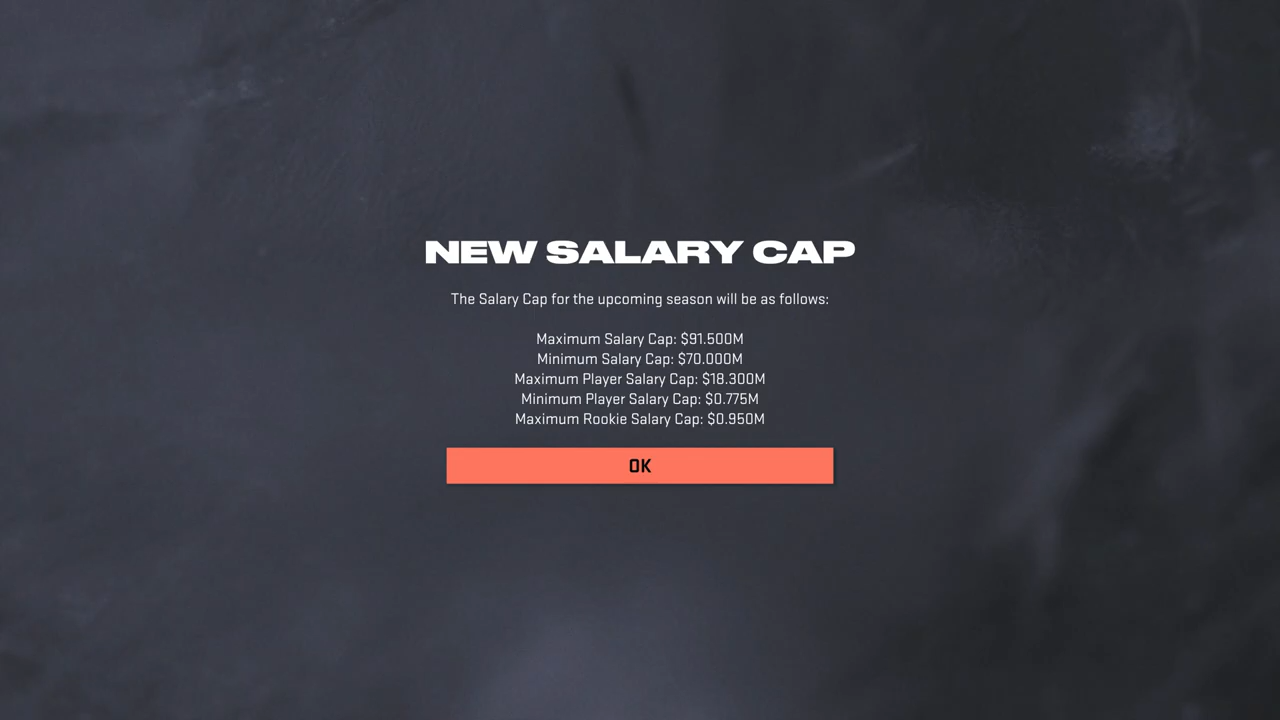 NEW SALARY CAP
The Salary Cap for the upcoming season will be as follows:
Maximum Salary Cap: $91.500M
Minimum Salary Cap: $70.000M
Maximum Player Salary Cap: $18.300M
Minimum Player Salary Cap: $0.775M
Maximum Rookie Salary Cap: $0.950M
OK